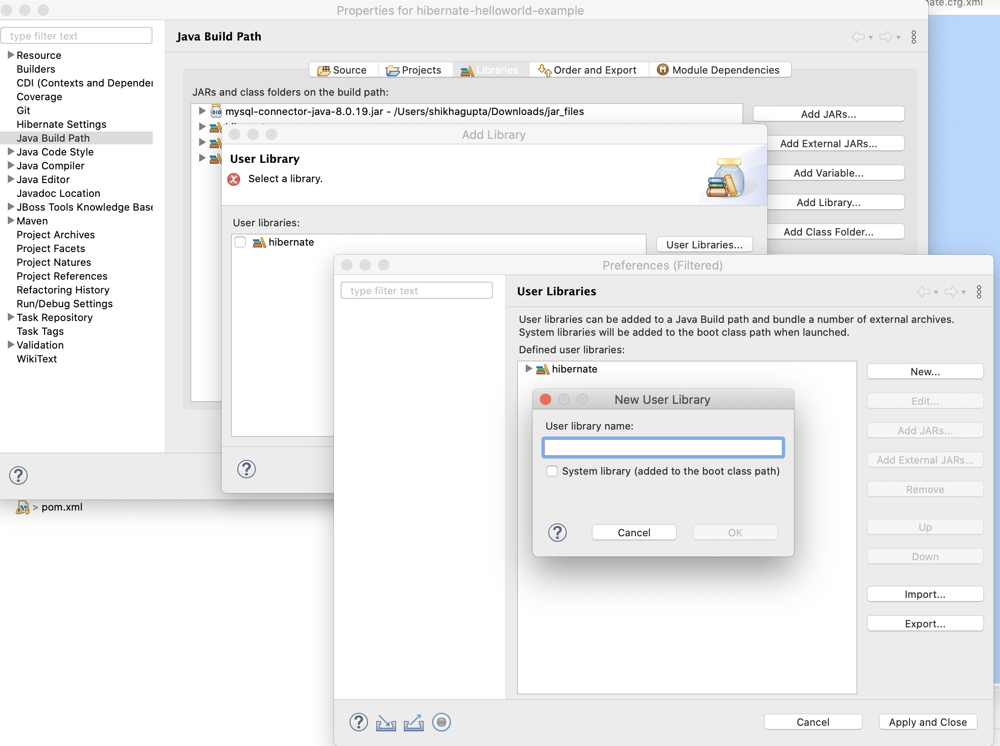 ate.cfg.xml
Properties for hibernate-helloworld-example
type filter text
Resource
Builders
CDI (Contexts and Depender
Coverage
Git
Hibernate Settings
Java Build Path
Java Code Style
Java Compiler
Java Editor
Javadoc Location
JBoss Tools Knowledge Base
Maven
Project Archives
Project Facets
Project Natures
Project References
Refactoring History
Run/Debug Settings
Task Repository
Task Tags
Validation
WikiText
Java Build Path
Source
Projects
Libraries
Order and Export
M Module Dependencies
JARs and class folders on the build path:
010 mysql-connector-java-8.0.19.jar - /Users/shikhagupta/Downloads/jar_files
Add JARs...
Add External JARs...
Add Variable...
Add Library...
Add Class Folder...
Add Library
User Library
Select a library.
User libraries:
hibernate
User Libraries...
Preferences (Filtered)
type filter text
User Libraries
User libraries can be added to a Java Build path and bundle a number of external archives.
System libraries will be added to the boot class path when launched.
Defined user libraries:
hibernate
New...
Edit...
Add JARs...
Add External JARs...
Remove
Up
Down
Import...
Export...
New User Library
User library name:
System library (added to the boot class path)
?
Cancel
OK
?
?
> pom.xml
?
Cancel
Apply and Close